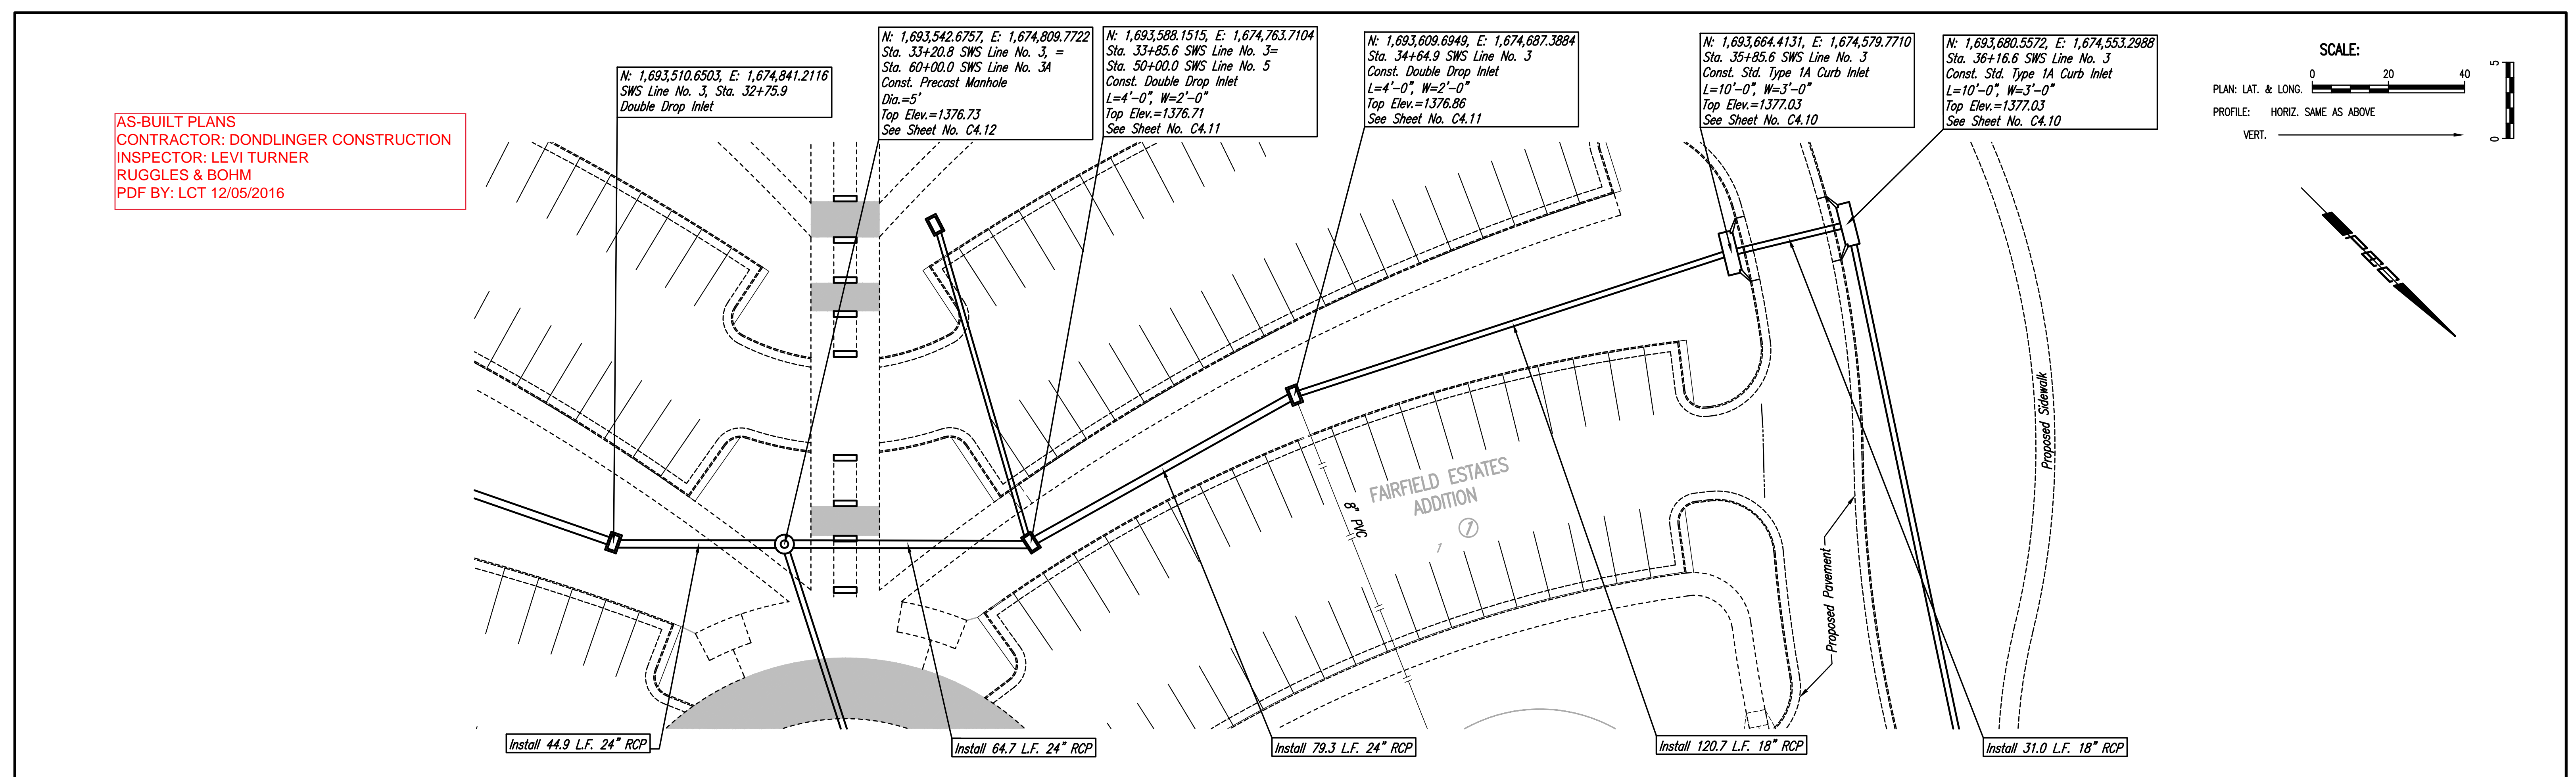 AS-BUILT PLANS
CONTRACTOR: DONDLINGER CONSTRUCTION
INSPECTOR: LEVI TURNER
RUGGLES & BOHM
PDF BY: LCT 12/05/2016
N: 1,693,510.6503, E: 1,674,841.2116
SWS Line No. 3, Sta. 32+75.9
Double Drop Inlet
N: 1,693,542.6757, E: 1,674,809.7722
Sta. 33+20.8 SWS Line No. 3, =
Sta. 60+00.0 SWS Line No. 3A
Const. Precast Manhole
Dia.=5'
Top Elev.=1376.73
See Sheet No. C4.12
N: 1,693,588.1515, E: 1,674,763.7104
Sta. 33+85.6 SWS Line No. 3=
Sta. 50+00.0 SWS Line No. 5
Const. Double Drop Inlet
L=4'-0", W=2'-0"
Top Elev.=1376.71
See Sheet No. C4.11
N: 1,693,609.6949, E: 1,674,687.3884
Sta. 34+64.9 SWS Line No. 3
Const. Double Drop Inlet
L=4'-0", W=2'-0"
Top Elev.=1376.86
See Sheet No. C4.11
N: 1,693,664.4131, E: 1,674,579.7710
Sta. 35+85.6 SWS Line No. 3
Const. Std. Type 1A Curb Inlet
L=10'-0", W=3'-0"
Top Elev.=1377.03
See Sheet No. C4.10
N: 1,693,680.5572, E: 1,674,553.2988
Sta. 36+16.6 SWS Line No. 3
Const. Std. Type 1A Curb Inlet
L=10'-0", W=3'-0"
Top Elev.=1377.03
See Sheet No. C4.10
SCALE:
0 20 40
PLAN: LAT. & LONG.
PROFILE: HORIZ. SAME AS ABOVE
VERT.
5
0
FAIRFIELD ESTATES
ADDITION
1
1
8" PVC
Proposed Sidewalk
Proposed Pavement
Install 44.9 L.F. 24" RCP
Install 64.7 L.F. 24" RCP
Install 79.3 L.F. 24" RCP
Install 120.7 L.F. 18" RCP
Install 31.0 L.F. 18" RCP